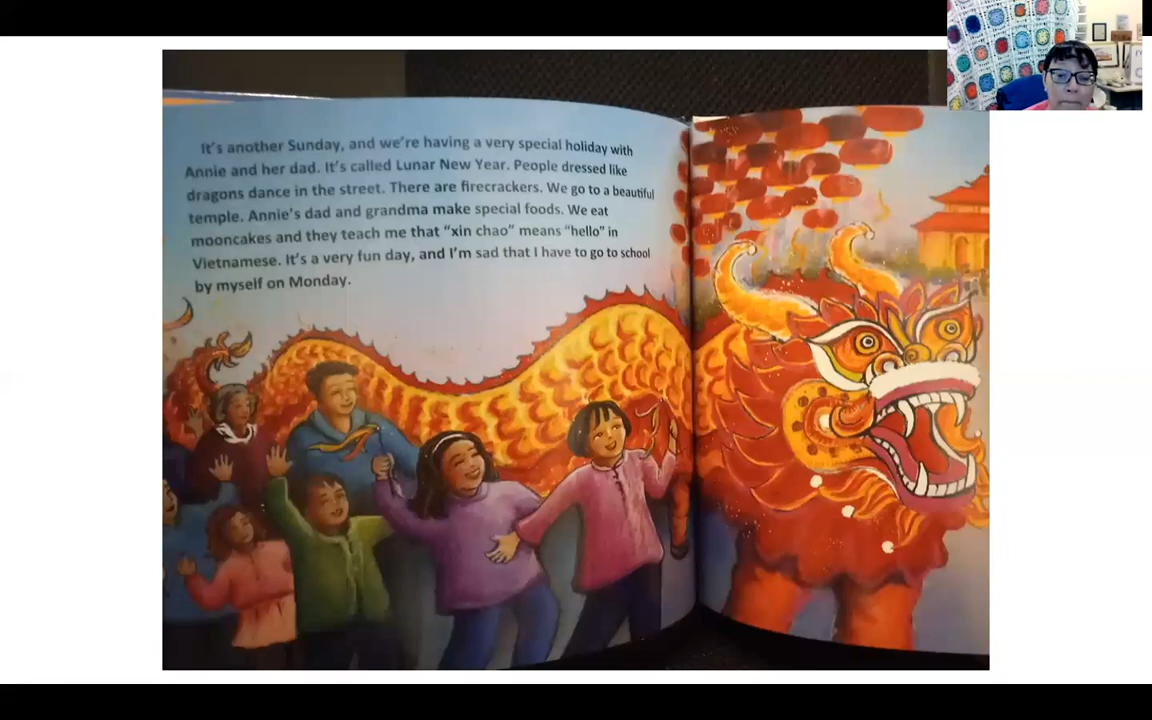 It's another Sunday, and we're having a very special holiday with
Annie and her dad. It's called Lunar New Year. People dressed like
dragons dance in the street. There are firecrackers. We go to a beautiful
temple. Annie's dad and grandma make special foods. We eat
mooncakes and they teach me that "xin chao" means "hello" in
Vietnamese. It's a very fun day, and I'm sad that I have to go to school
by myself on Monday.